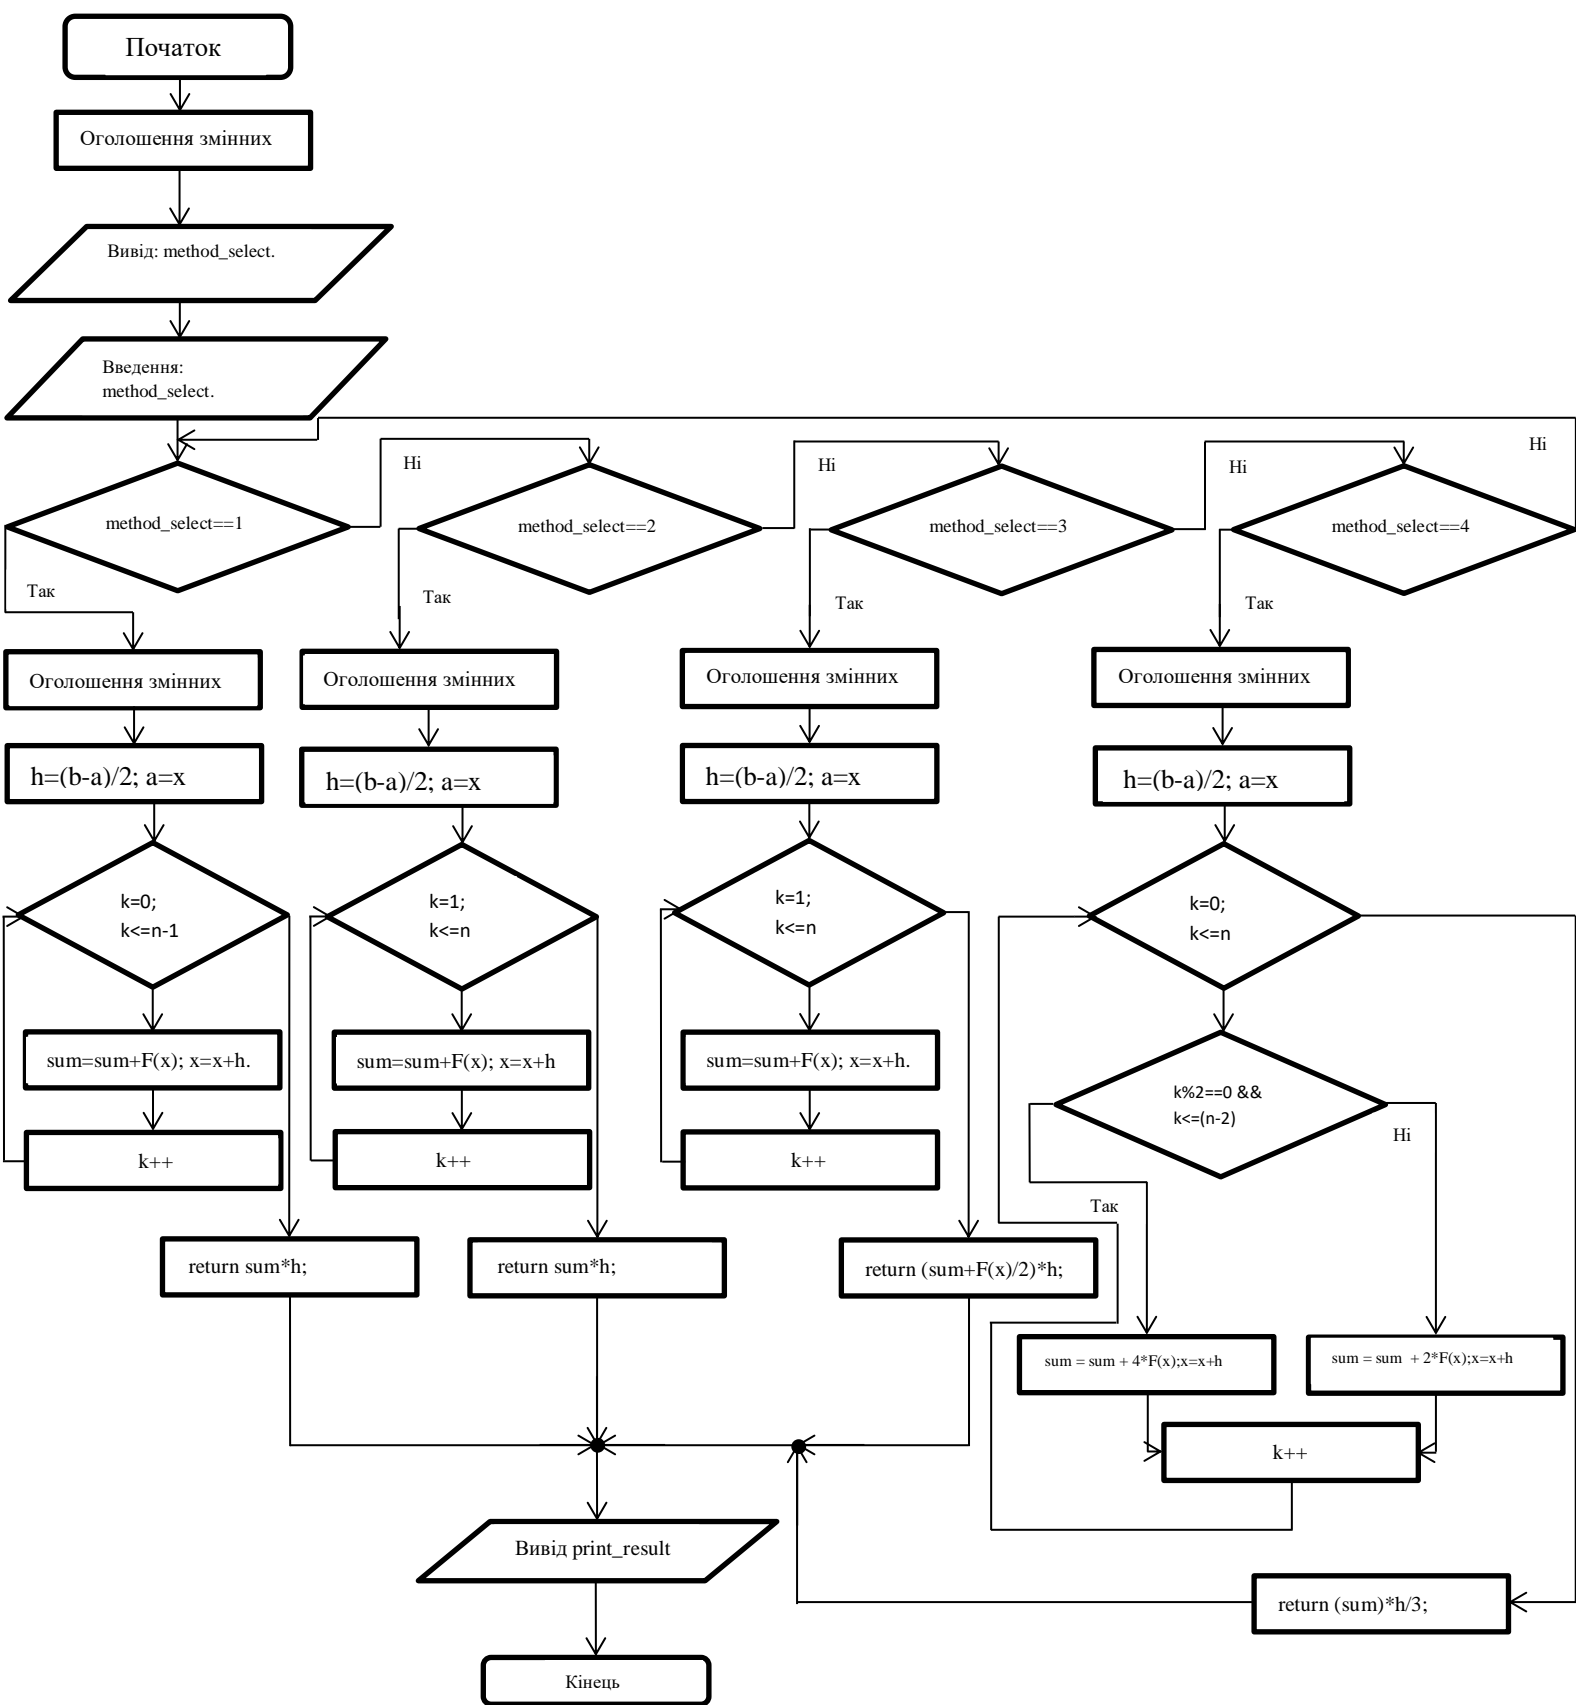 Початок
Оголошення змінних
Вивід: method_select.
Введення:
method_select.
Ні
Ні
Ні
Ні
method_select==1
method_select==2
method_select==3
method_select==4
Так
Так
Так
Так
Оголошення змінних
Оголошення змінних
Оголошення змінних
Оголошення змінних
h=(b-a)/2; a=x
h=(b-a)/2; a=x
h=(b-a)/2; a=x
h=(b-a)/2; a=x
k=0;
k<=n-1
k=1;
k<=n
k=1;
k<=n
k=0;
k<=n
sum=sum+F(x); x=x+h.
sum=sum+F(x); x=x+h
sum=sum+F(x); x=x+h.
k%2==0 &&
k<=(n-2)
Ні
k++
k++
k++
Так
return sum*h;
return sum*h;
return (sum+F(x)/2)*h;
sum = sum + 4*F(x);x=x+h
sum = sum + 2*F(x);x=x+h
k++
Вивід print_result
return (sum)*h/3;
Кінець